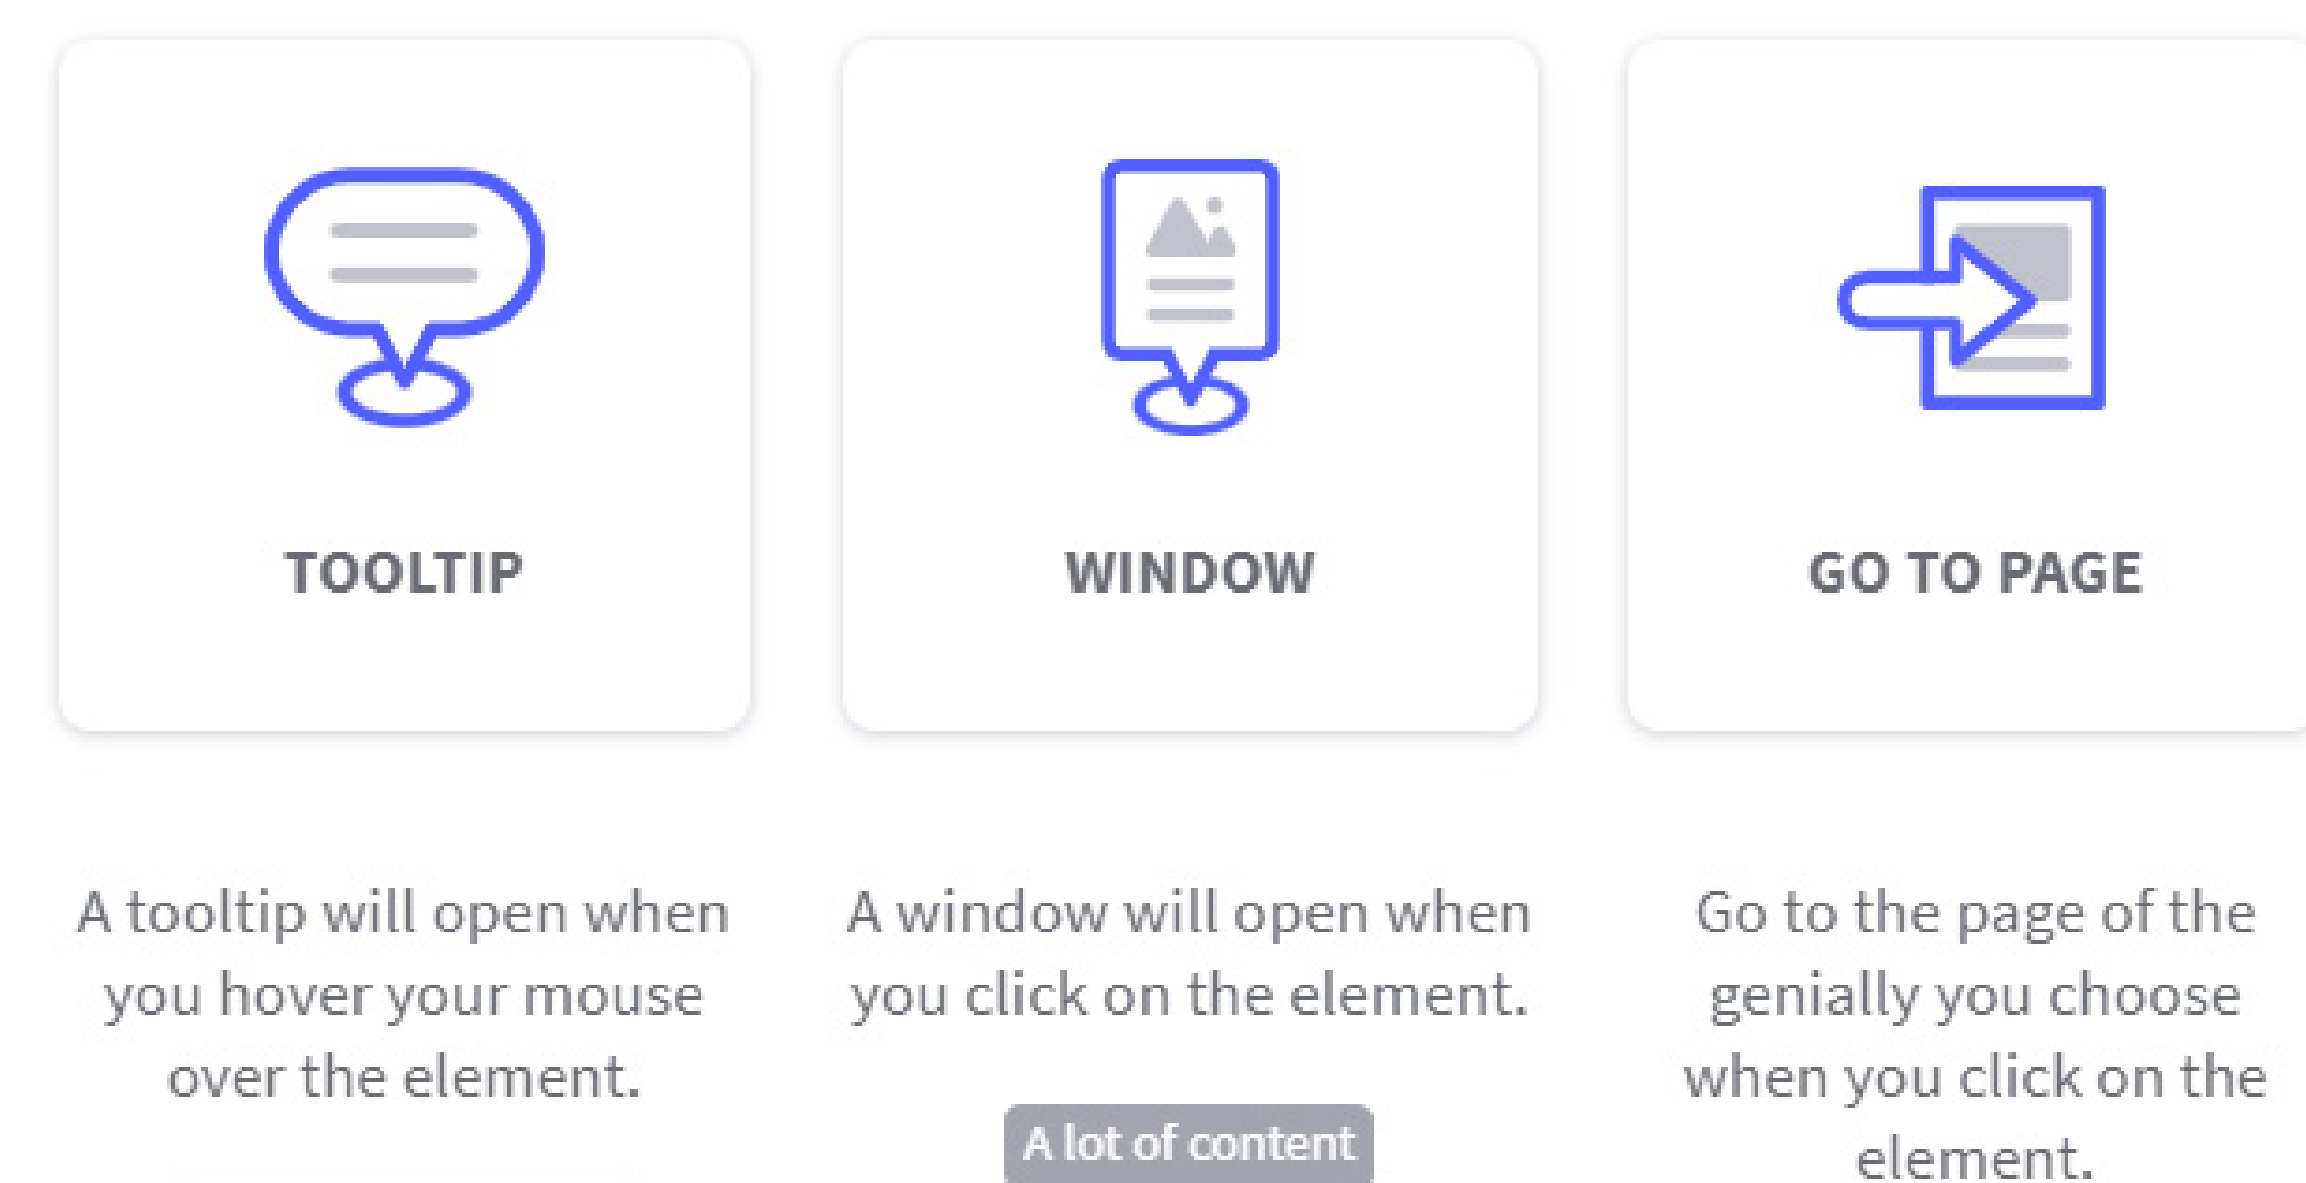 TOOLTIP
A tooltip will open when
you hover your mouse
over the element.
WINDOW
A window will open when
you click on the element.
A lot of content
GO TO PAGE
Go to the page of the
genially you choose
when you click on the
element.